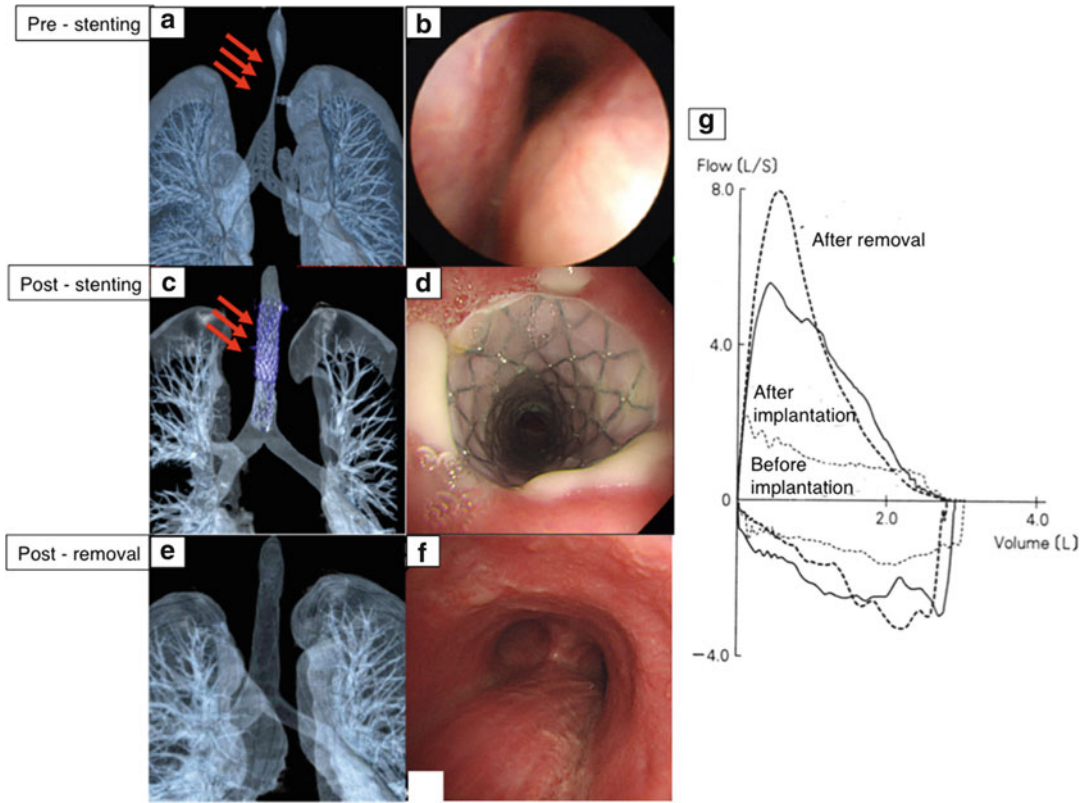 Pre - stenting
a
b
Post - stenting
c
d
Post - removal
e
f
g
Flow (L/S)
8.0
After removal
4.0
After
implantation
Before
implantation
0
2.0
4.0
Volume (L)
−4.0